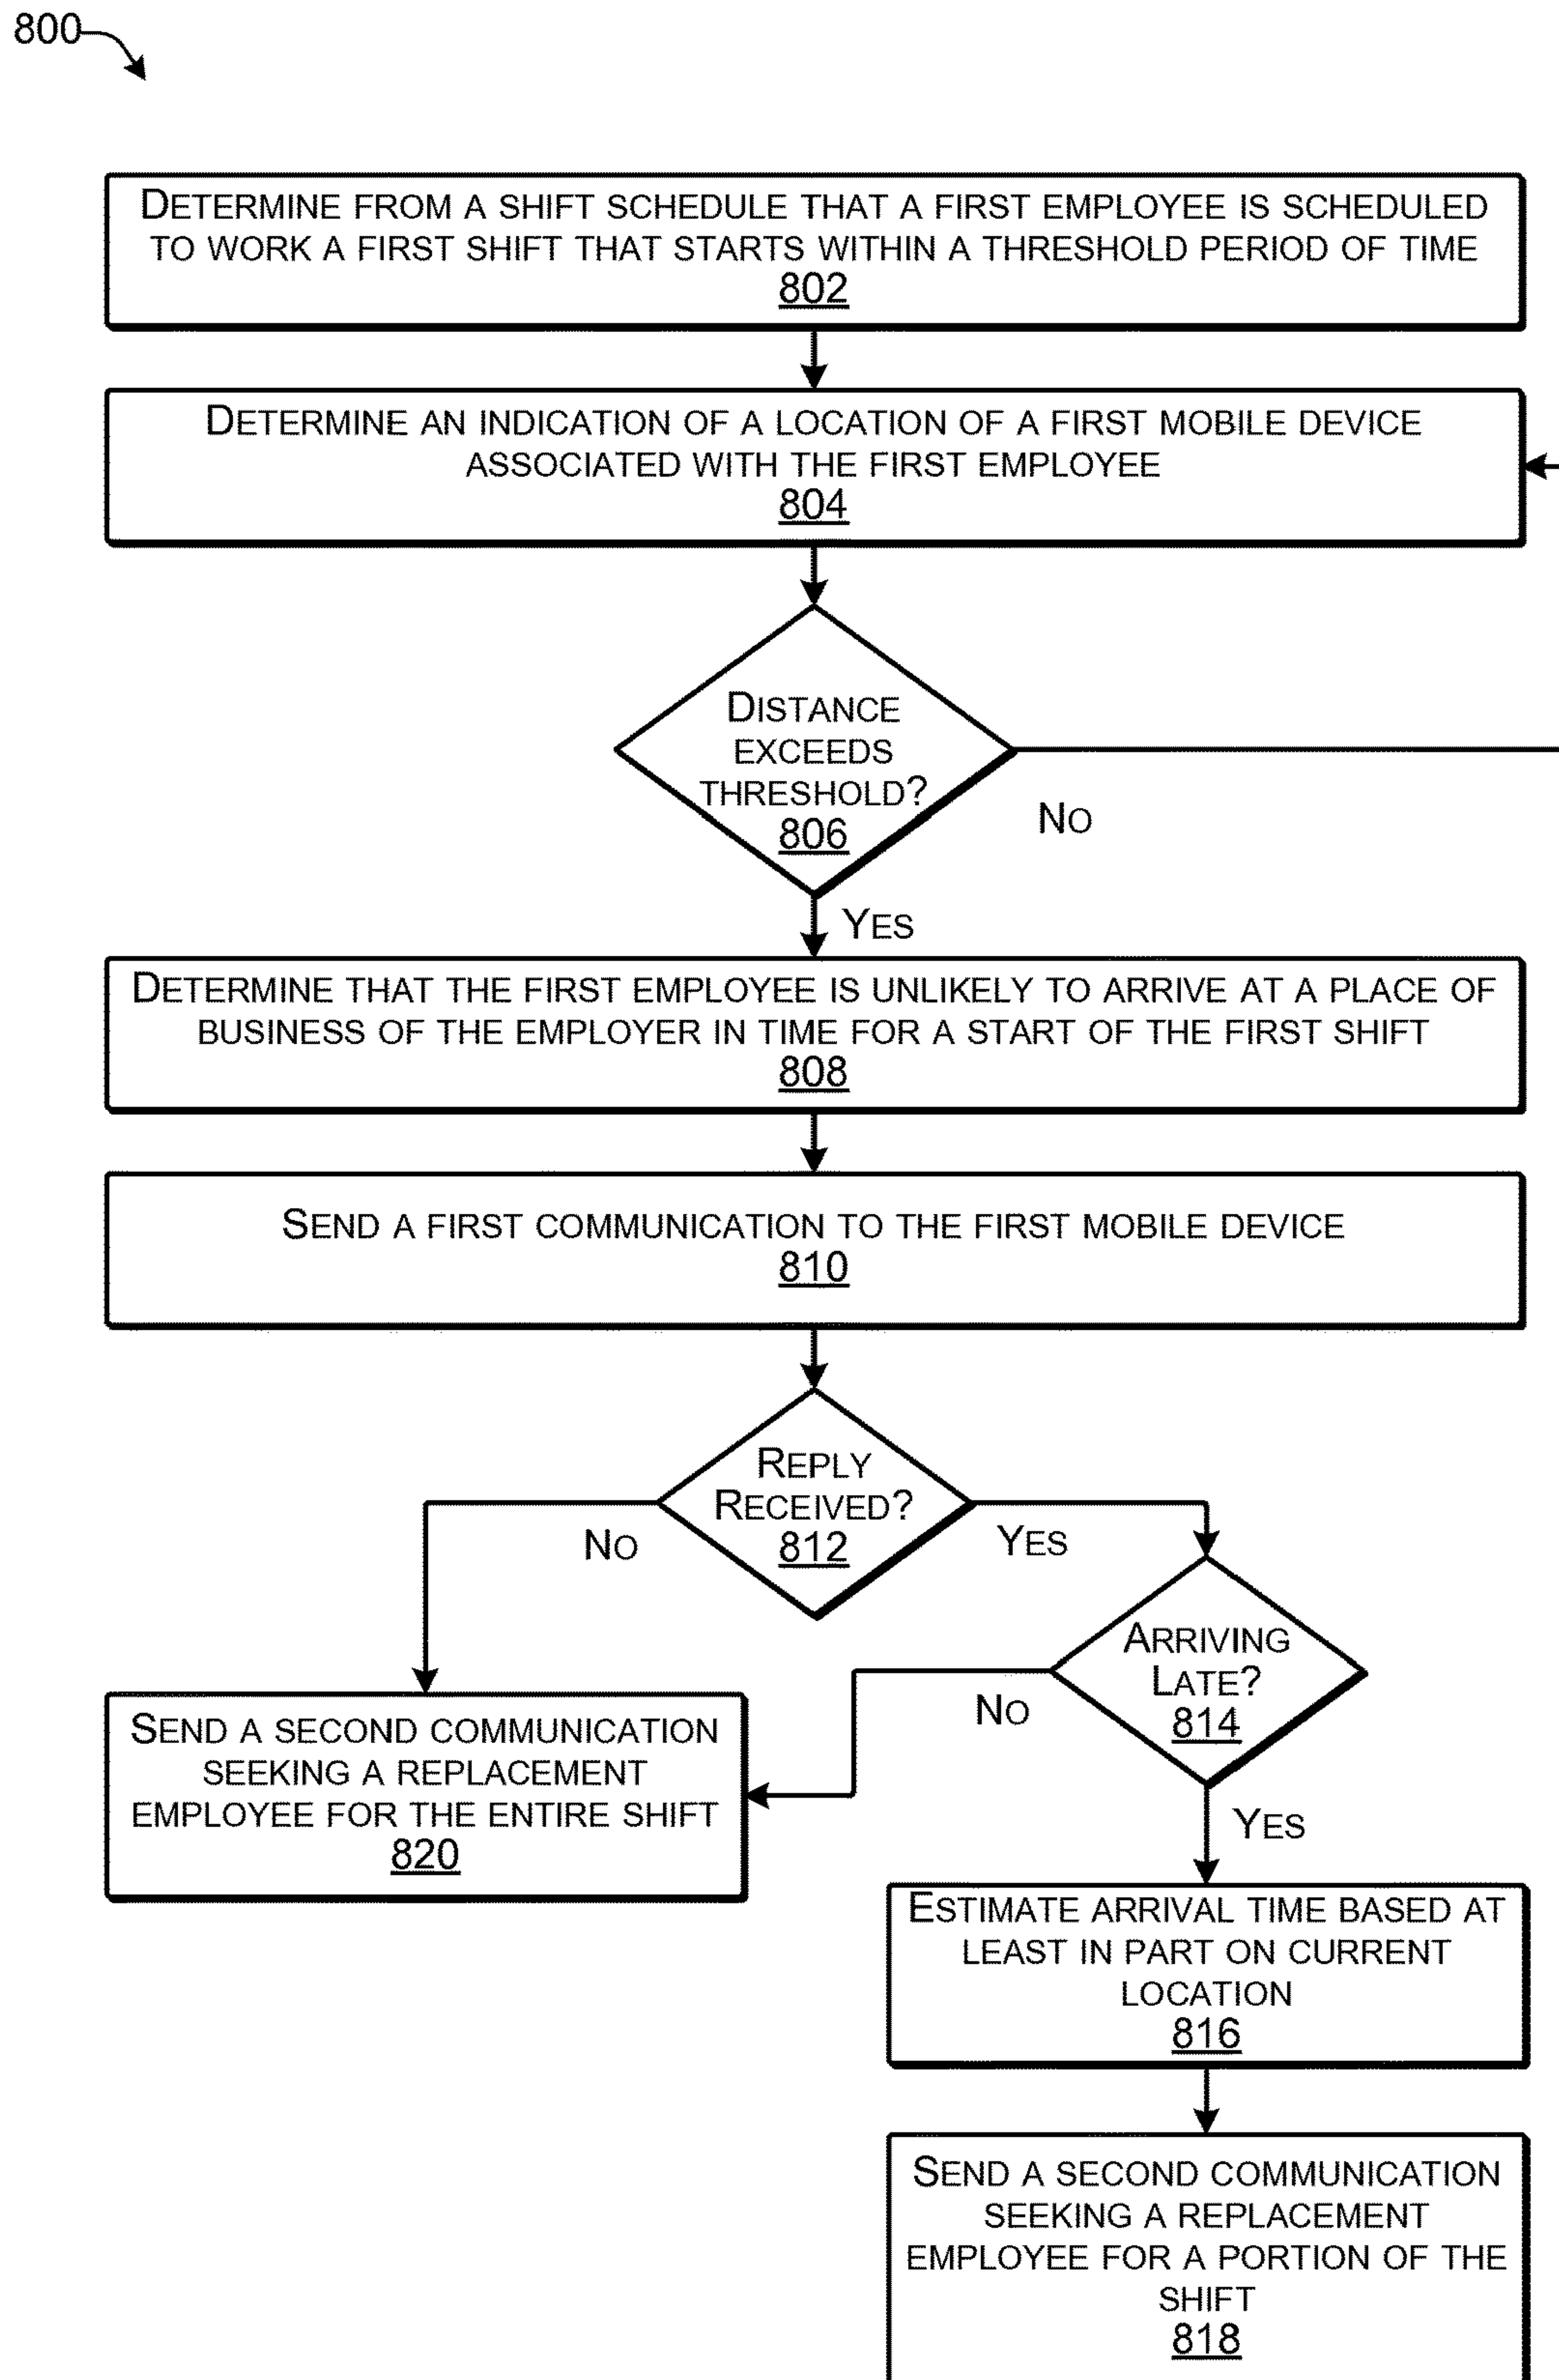 800
DETERMINE FROM A SHIFT SCHEDULE THAT A FIRST EMPLOYEE IS SCHEDULED
TO WORK A FIRST SHIFT THAT STARTS WITHIN A THRESHOLD PERIOD OF TIME
802
DETERMINE AN INDICATION OF A LOCATION OF A FIRST MOBILE DEVICE
ASSOCIATED WITH THE FIRST EMPLOYEE
804
DISTANCE
EXCEEDS
THRESHOLD?
806
NO
YES
DETERMINE THAT THE FIRST EMPLOYEE IS UNLIKELY TO ARRIVE AT A PLACE OF
BUSINESS OF THE EMPLOYER IN TIME FOR A START OF THE FIRST SHIFT
808
SEND A FIRST COMMUNICATION TO THE FIRST MOBILE DEVICE
810
REPLY
RECEIVED?
812
NO
YES
ARRIVING
LATE?
814
NO
YES
SEND A SECOND COMMUNICATION
SEEKING A REPLACEMENT
EMPLOYEE FOR THE ENTIRE SHIFT
820
ESTIMATE ARRIVAL TIME BASED AT
LEAST IN PART ON CURRENT
LOCATION
816
SEND A SECOND COMMUNICATION
SEEKING A REPLACEMENT
EMPLOYEE FOR A PORTION OF THE
SHIFT
818